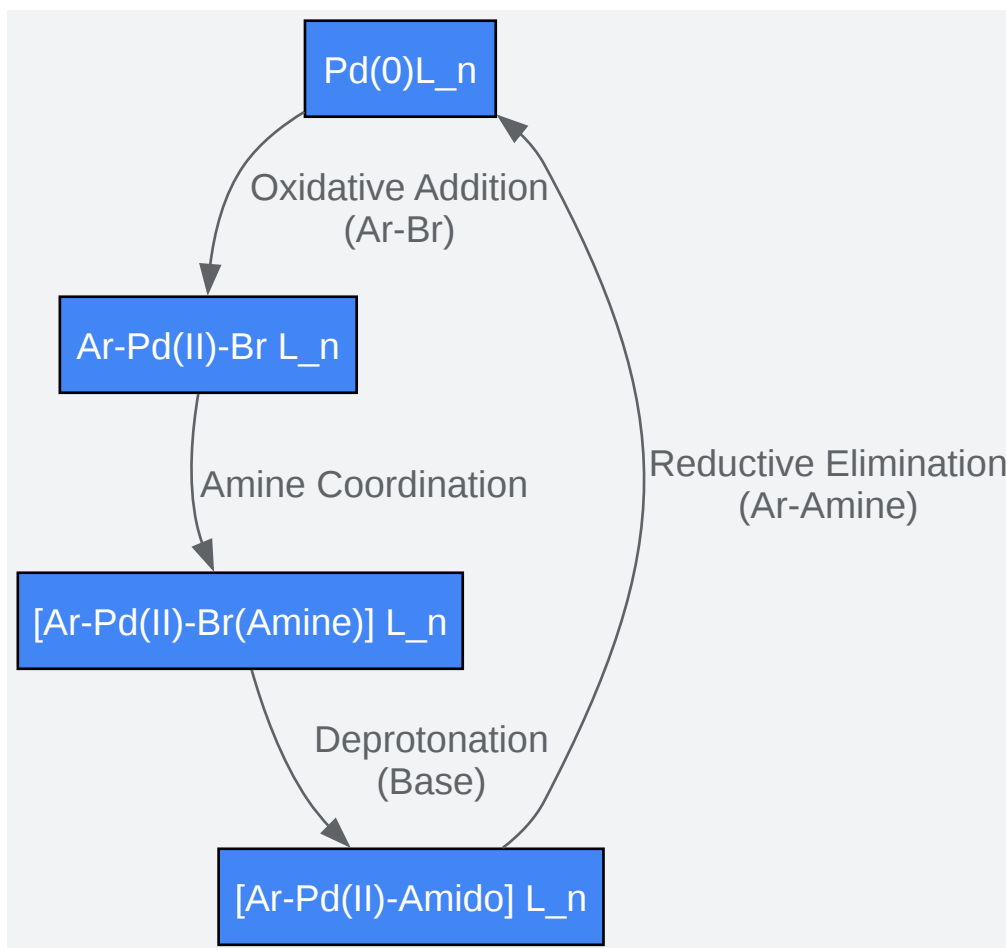 Pd(0)L_n
Oxidative Addition
(Ar-Br)
Ar-Pd(II)-Br L_n
Amine Coordination
Reductive Elimination
(Ar-Amine)
[Ar-Pd(II)-Br(Amine)] L_n
Deprotonation
(Base)
[Ar-Pd(II)-Amido] L_n